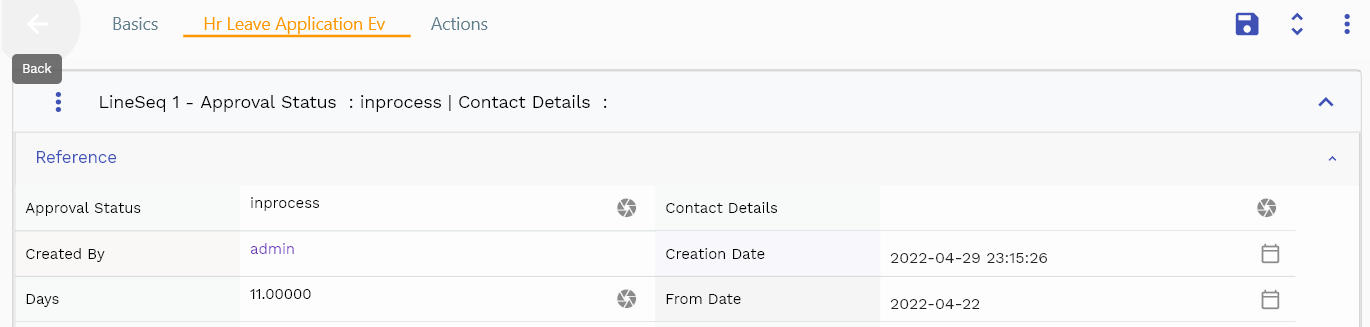 Basics Hr Leave Application Ev Actions
Back
LineSeq 1 - Approval Status : inprocess | Contact Details :
Reference
Approval Status inprocess Contact Details
Created By admin Creation Date 2022-04-29 23:15:26
Days 11.00000 From Date 2022-04-22